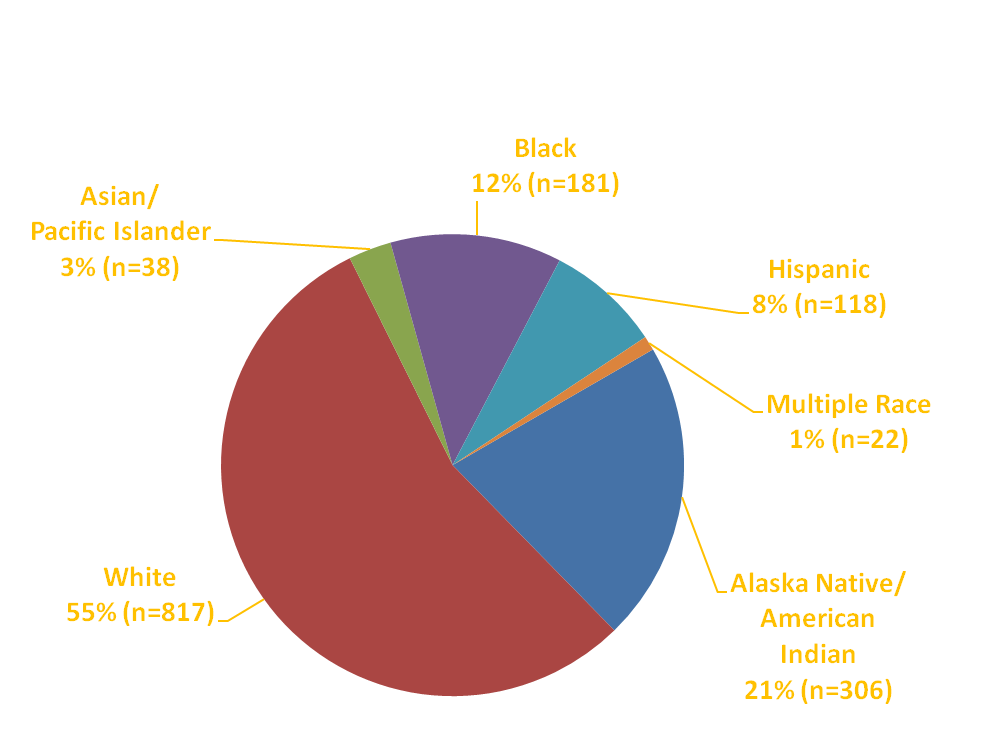 Black
12% (n=181)
Asian/
Pacific Islander
3% (n=38)
Hispanic
8% (n=118)
Multiple Race
1% (n=22)
White
55% (n=817)
Alaska Native/
American
Indian
21% (n=306)